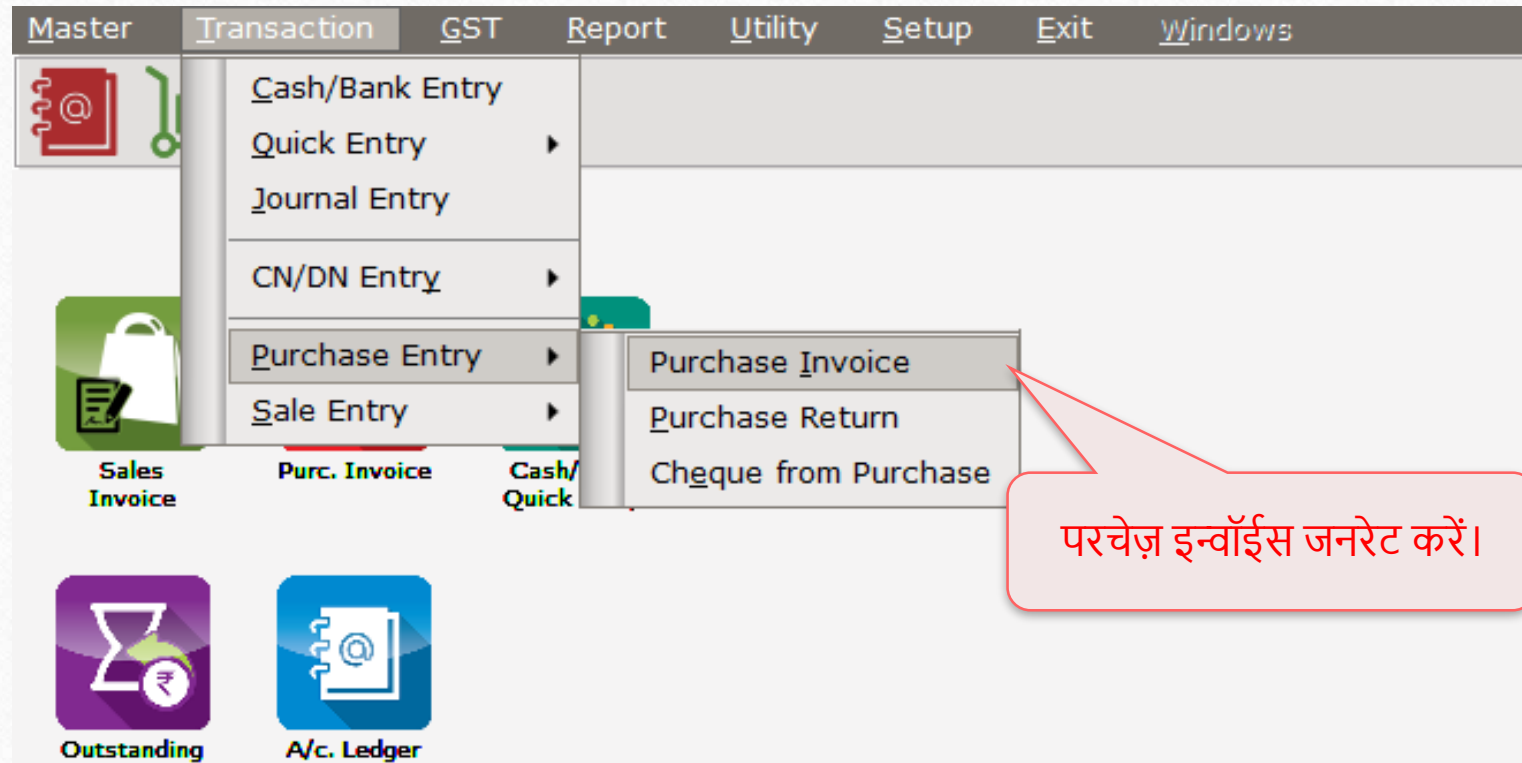 Master Transaction GST Report Utility Setup Exit Windows
Cash/Bank Entry
Quick Entry
Journal Entry
CN/DN Entry
Purchase Entry
Sale Entry
Purchase Invoice
Purchase Return
Cheque from Purchase
परचेज़ इन्वॉईस जनरेट करें।
Sales
Invoice
Purc. Invoice
Cash/
Quick
Outstanding
A/c. Ledger